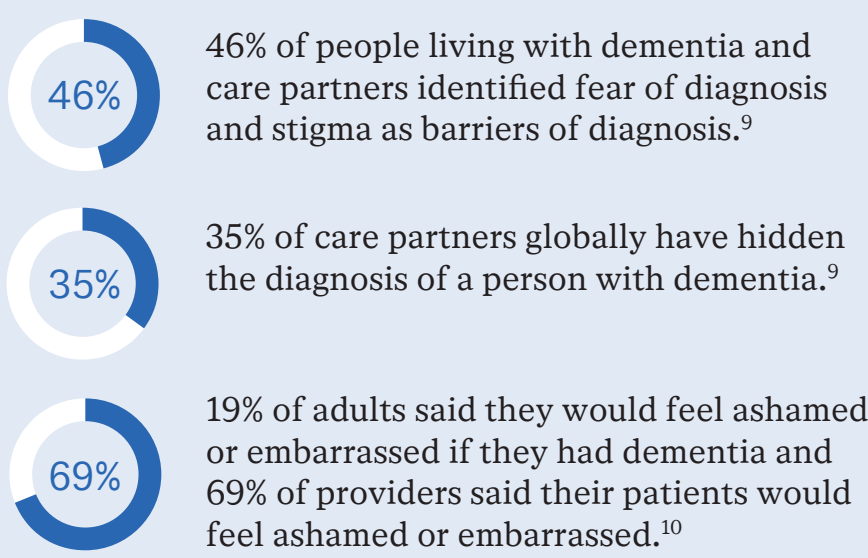 46%
46% of people living with dementia and
care partners identified fear of diagnosis
and stigma as barriers of diagnosis.⁹
35%
35% of care partners globally have hidden
the diagnosis of a person with dementia.⁹
69%
19% of adults said they would feel ashamed
or embarrassed if they had dementia and
69% of providers said their patients would
feel ashamed or embarrassed.¹⁰